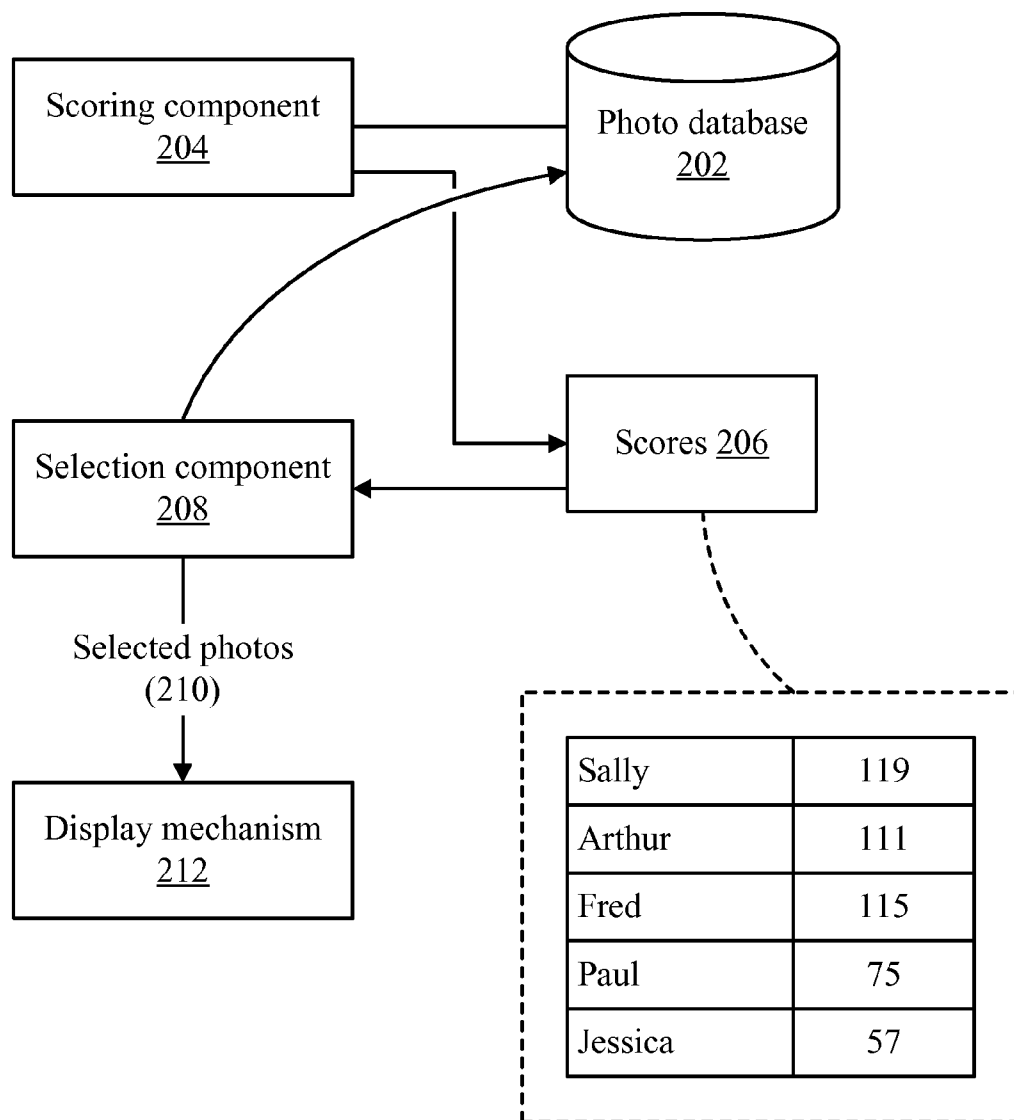 Scoring component
204
Photo database
202
Selection component
208
Scores 206
Selected photos
(210)
Display mechanism
212
Sally 119
Arthur 111
Fred 115
Paul 75
Jessica 57